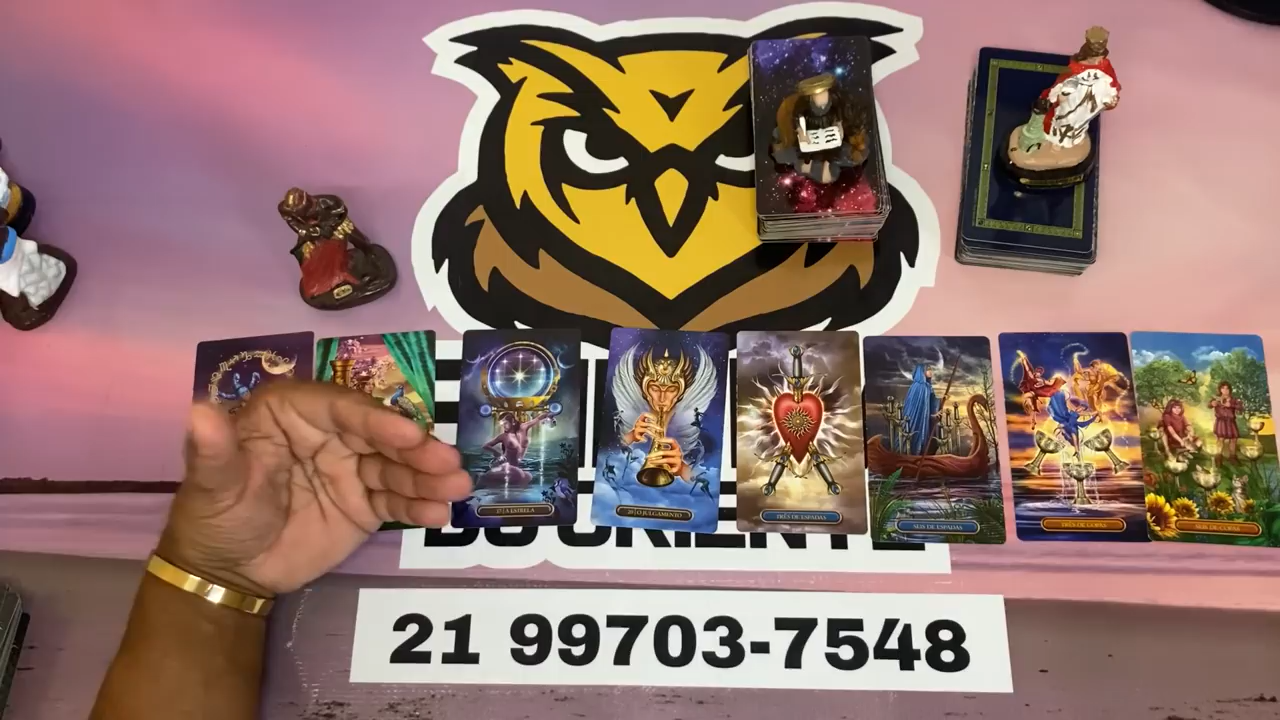 17 | A ESTRELA
20 | O JULGAMENTO
TRÊS DE ESPADAS
SEIS DE ESPADAS
TRÊS DE COPAS
SEIS DE COPAS
DO ORIENTE
21 99703-7548